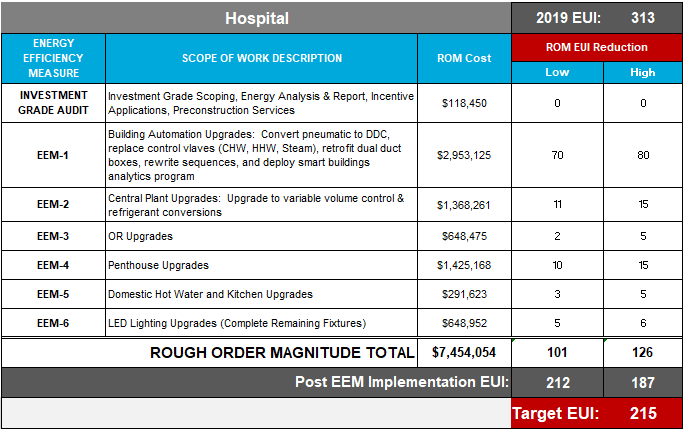 Hospital 2019 EUI: 313
ENERGY EFFICIENCY MEASURE SCOPE OF WORK DESCRIPTION ROM Cost ROM EUI Reduction
Low High
INVESTMENT GRADE AUDIT
Investment Grade Scoping, Energy Analysis & Report, Incentive
Applications, Preconstruction Services
$118,450 0 0
EEM-1
Building Automation Upgrades: Convert pneumatic to DDC,
replace control vlaves (CHW, HHW, Steam), retrofit dual duct
boxes, rewrite sequences, and deploy smart buildings
analytics program
$2,953,125 70 80
EEM-2
Central Plant Upgrades: Upgrade to variable volume control &
refrigerant conversions
$1,368,261 11 15
EEM-3 OR Upgrades $648,475 2 5
EEM-4 Penthouse Upgrades $1,425,168 10 15
EEM-5 Domestic Hot Water and Kitchen Upgrades $291,623 3 5
EEM-6 LED Lighting Upgrades (Complete Remaining Fixtures) $648,952 5 6
ROUGH ORDER MAGNITUDE TOTAL $7,454,054 101 126
Post EEM Implementation EUI: 212 187
Target EUI: 215